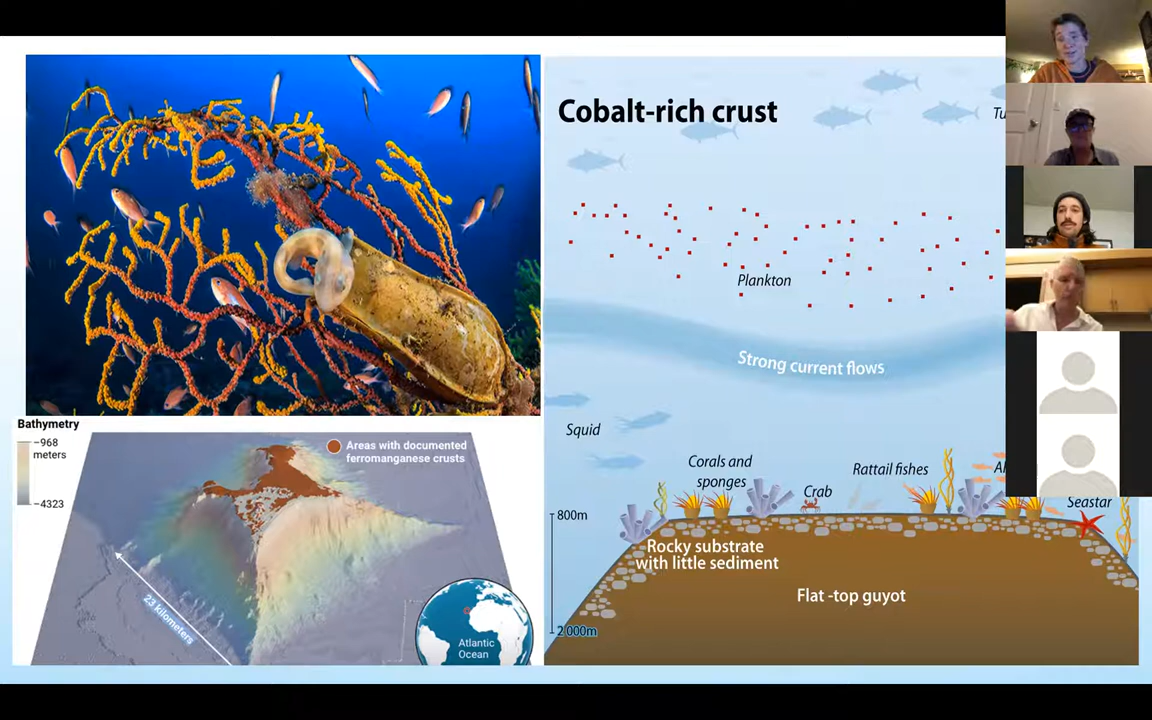 Cobalt-rich crust
Tu
Plankton
Strong current flows
Squid
Corals and
sponges
Crab
Rattail fishes
Seastar
800m
Rocky substrate
with little sediment
Flat -top guyot
2 000m
Bathymetry
−968
meters
−4323
Areas with documented
ferromanganese crusts
23 kilometers
Atlantic
Ocean